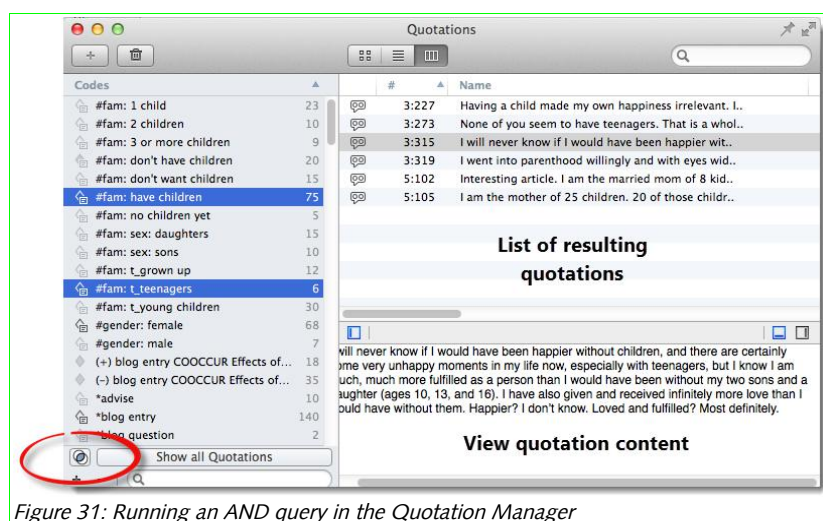 Quotations
Codes
# Name
#fam: 1 child 23
#fam: 2 children 10
#fam: 3 or more children 9
#fam: don't have children 20
#fam: don't want children 15
#fam: have children 75
#fam: no children yet 5
#fam: sex: daughters 15
#fam: sex: sons 10
#fam: t_grown up 12
#fam: t_teenagers 6
#fam: t_young children 30
#gender: female 68
#gender: male 7
(+) blog entry COOCCUR Effects of... 18
(-) blog entry COOCCUR Effects of... 35
*advise 10
*blog entry 140
*blog question 2
Show all Quotations
3:227 Having a child made my own happiness irrelevant. I..
3:273 None of you seem to have teenagers. That is a whol..
3:315 I will never know if I would have been happier wit..
3:319 I went into parenthood willingly and with eyes wid..
5:102 Interesting article. I am the married mom of 8 kid..
5:105 I am the mother of 25 children. 20 of those childr..
List of resulting
quotations
will never know if I would have been happier without children, and there are certainly
ome very unhappy moments in my life now, especially with teenagers, but I know I am
uch, much more fulfilled as a person than I would have been without my two sons and a
aughter (ages 10, 13, and 16). I have also given and received infinitely more love than I
ould have without them. Happier? I don't know. Loved and fulfilled? Most definitely.
View quotation content
Figure 31: Running an AND query in the Quotation Manager